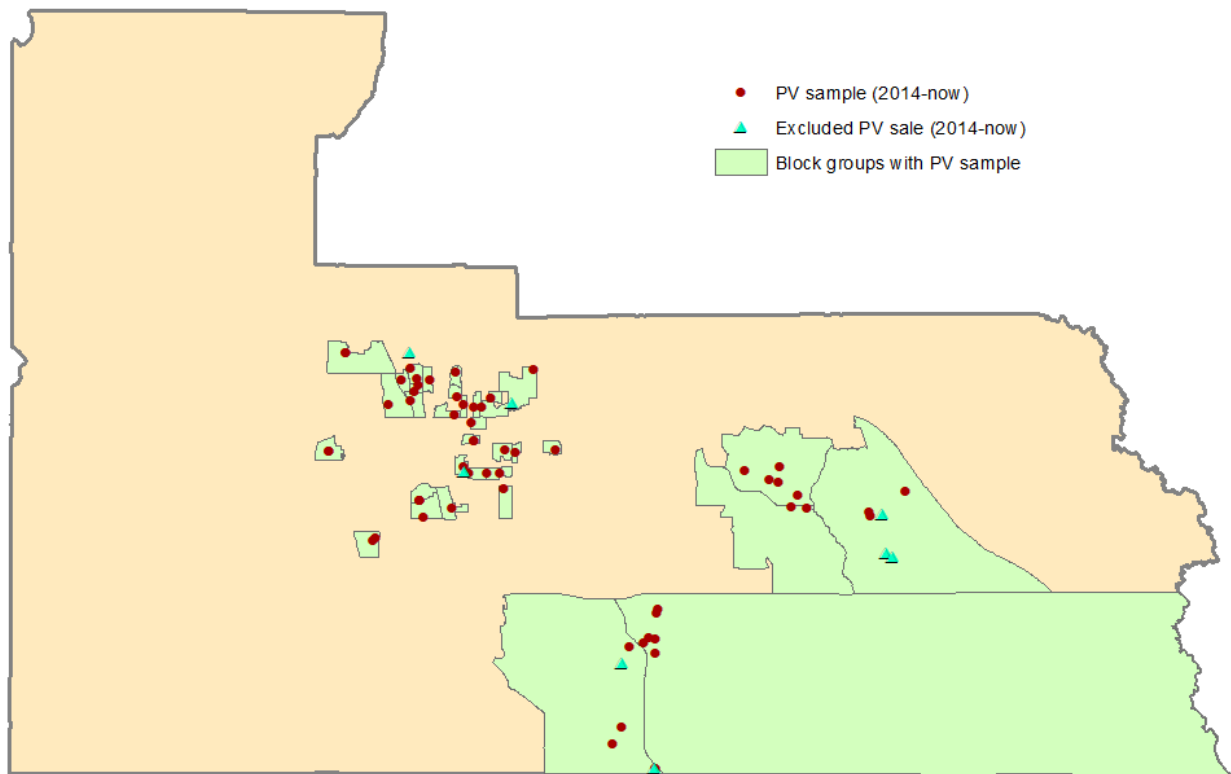 PV sample (2014-now)
Excluded PV sale (2014-now)
Block groups with PV sample